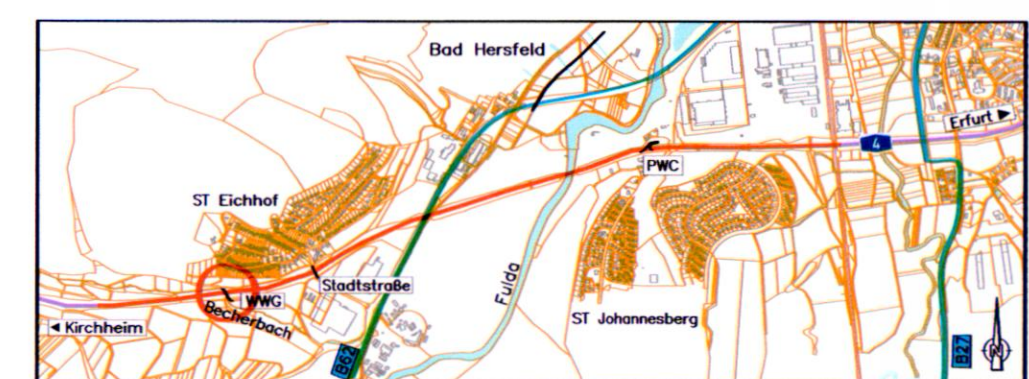 Bad Hersfeld
Erfurt
4
PWC
ST Eichhof
Stadtstraße
Fulda
WWG
Becherbach
Kirchheim
ST Johannesberg
B62
B27
N